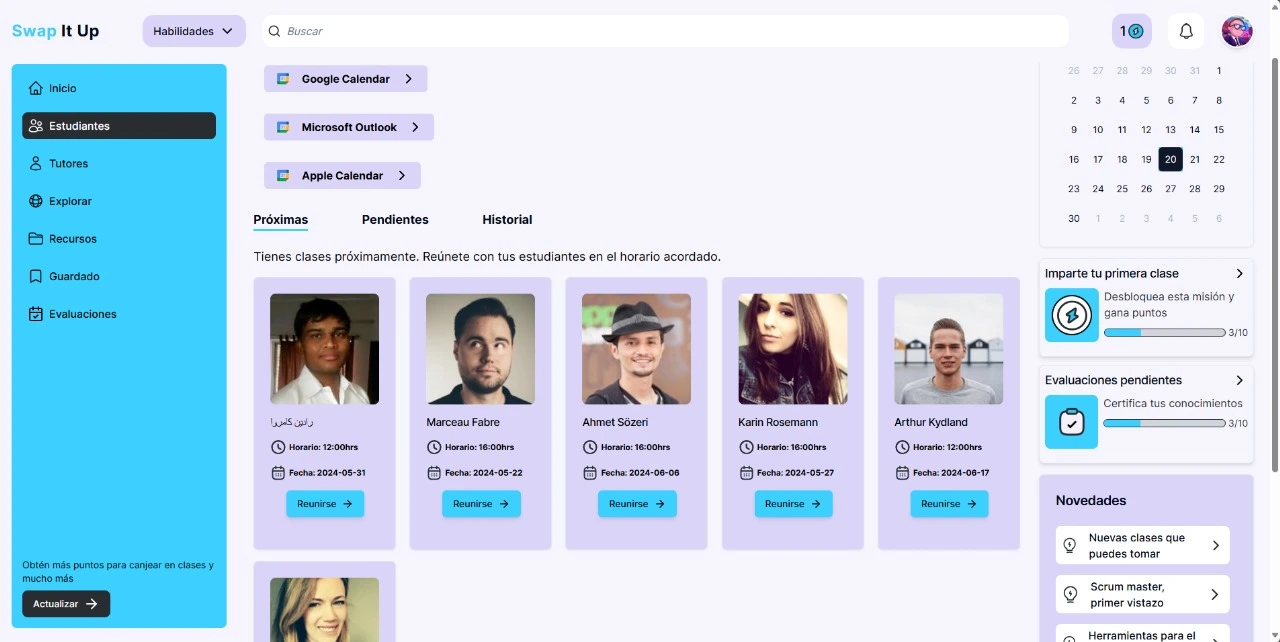 Swap It Up
Habilidades
Buscar
1
Inicio
Estudiantes
Tutores
Explorar
Recursos
Guardado
Evaluaciones
Obtén más puntos para canjear en clases y
mucho más
Actualizar
Google Calendar
Microsoft Outlook
Apple Calendar
Próximas Pendientes Historial
Tienes clases próximamente. Reúnete con tus estudiantes en el horario acordado.
رادین کامروا
Horario: 12:00hrs
Fecha: 2024-05-31
Reunirse
Marceau Fabre
Horario: 16:00hrs
Fecha: 2024-05-22
Reunirse
Ahmet Sözeri
Horario: 16:00hrs
Fecha: 2024-06-06
Reunirse
Karin Rosemann
Horario: 16:00hrs
Fecha: 2024-05-27
Reunirse
Arthur Kydland
Horario: 12:00hrs
Fecha: 2024-06-17
Reunirse
26 27 28 29 30 31 1
2 3 4 5 6 7 8
9 10 11 12 13 14 15
16 17 18 19 20 21 22
23 24 25 26 27 28 29
30 1 2 3 4 5 6
Imparte tu primera clase
Desbloquea esta misión y
gana puntos
3/10
Evaluaciones pendientes
Certifica tus conocimientos
3/10
Novedades
Nuevas clases que
puedes tomar
Scrum master,
primer vistazo
Herramientas para el